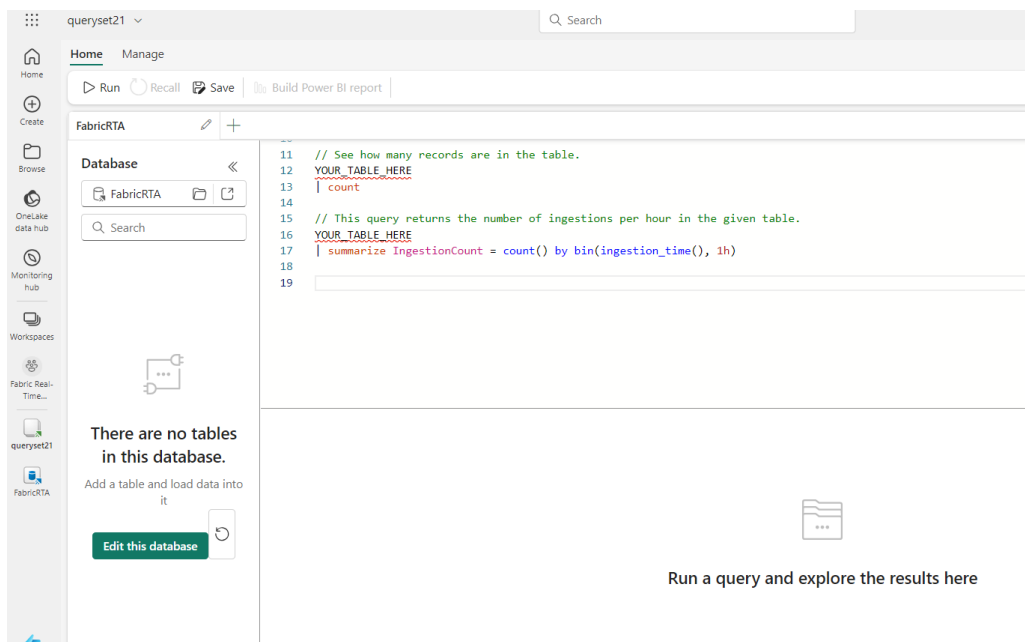 queryset21
Search
Home Manage
Run Recall Save Build Power BI report
Home
Create
Browse
OneLake
data hub
Monitoring
hub
Workspaces
Fabric Real-
Time...
queryset21
FabricRTA
FabricRTA
Database
FabricRTA
Search
There are no tables
in this database.
Add a table and load data into
it
Edit this database
11 // See how many records are in the table.
12 YOUR_TABLE_HERE
13 | count
14
15 // This query returns the number of ingestions per hour in the given table.
16 YOUR_TABLE_HERE
17 | summarize IngestionCount = count() by bin(ingestion_time(), 1h)
18
19
Run a query and explore the results here